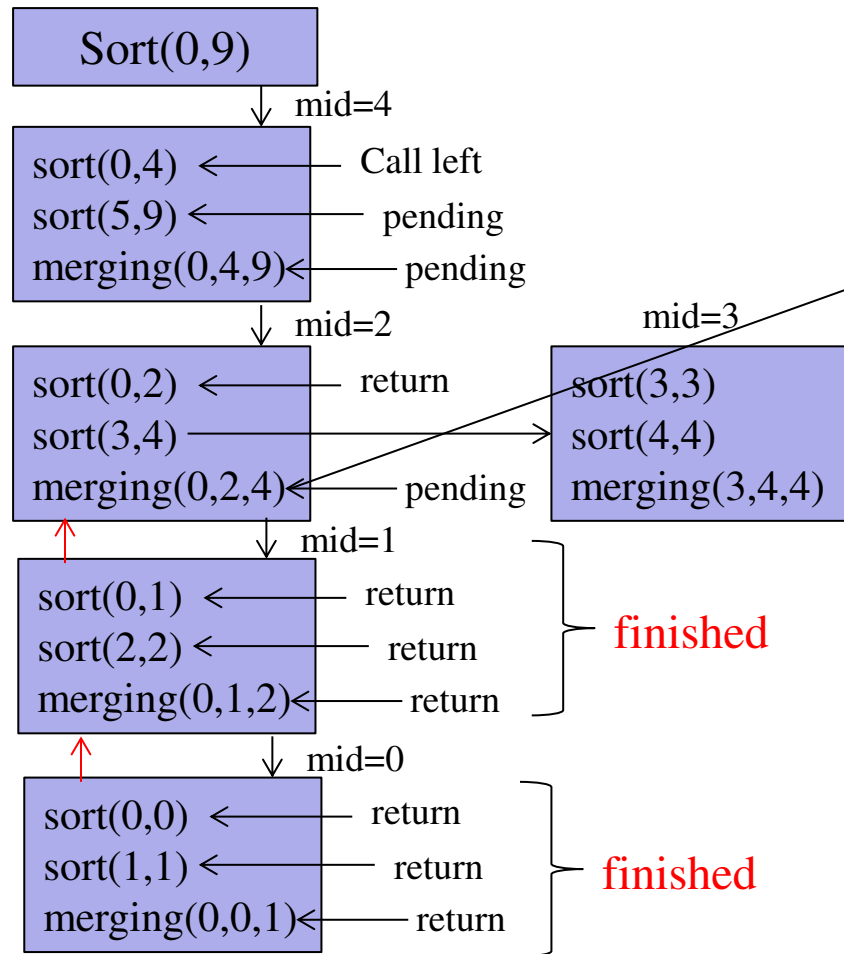 Sort(0,9)
mid=4
sort(0,4) Call left
sort(5,9) pending
merging(0,4,9) pending
mid=2 mid=3
sort(0,2) return sort(3,3)
sort(3,4) sort(4,4)
merging(0,2,4) pending merging(3,4,4)
mid=1
sort(0,1) return
sort(2,2) return finished
merging(0,1,2) return
mid=0
sort(0,0) return
sort(1,1) return finished
merging(0,0,1) return